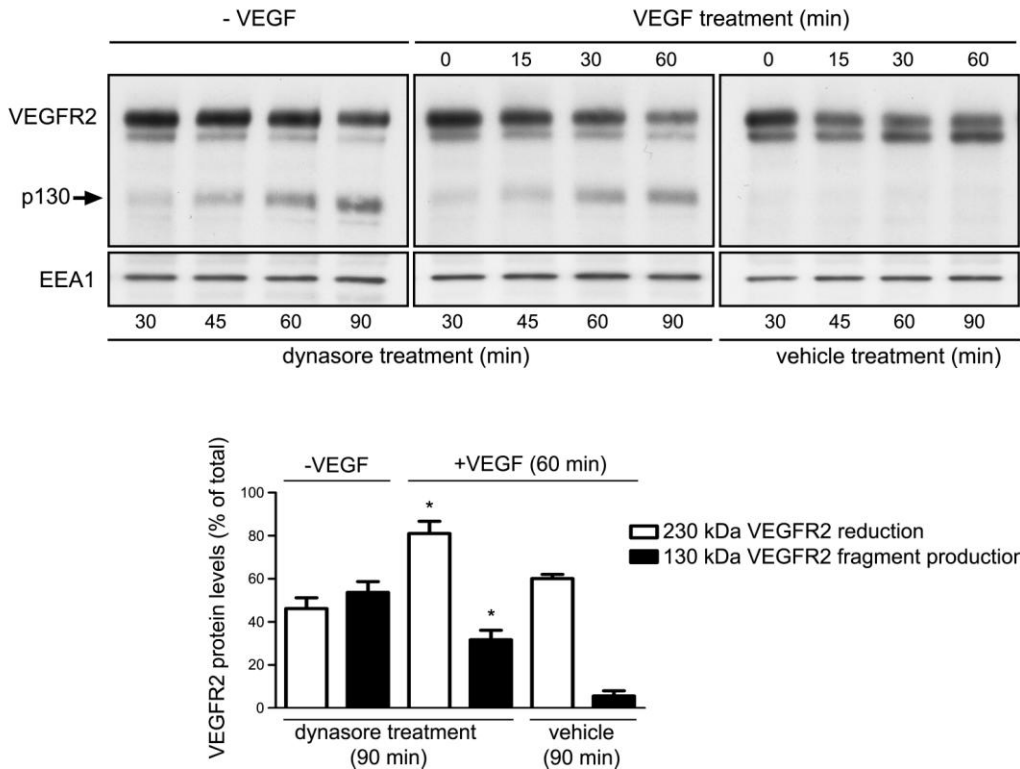 - VEGF VEGF treatment (min)
0 15 30 60 0 15 30 60
VEGFR2
p130
EEA1
30 45 60 90 30 45 60 90 30 45 60 90
dynasore treatment (min) vehicle treatment (min)
-VEGF +VEGF (60 min)
VEGFR2 protein levels (% of total)
100
80
60
40
20
0
*
*
230 kDa VEGFR2 reduction
130 kDa VEGFR2 fragment production
dynasore treatment vehicle
(90 min) (90 min)